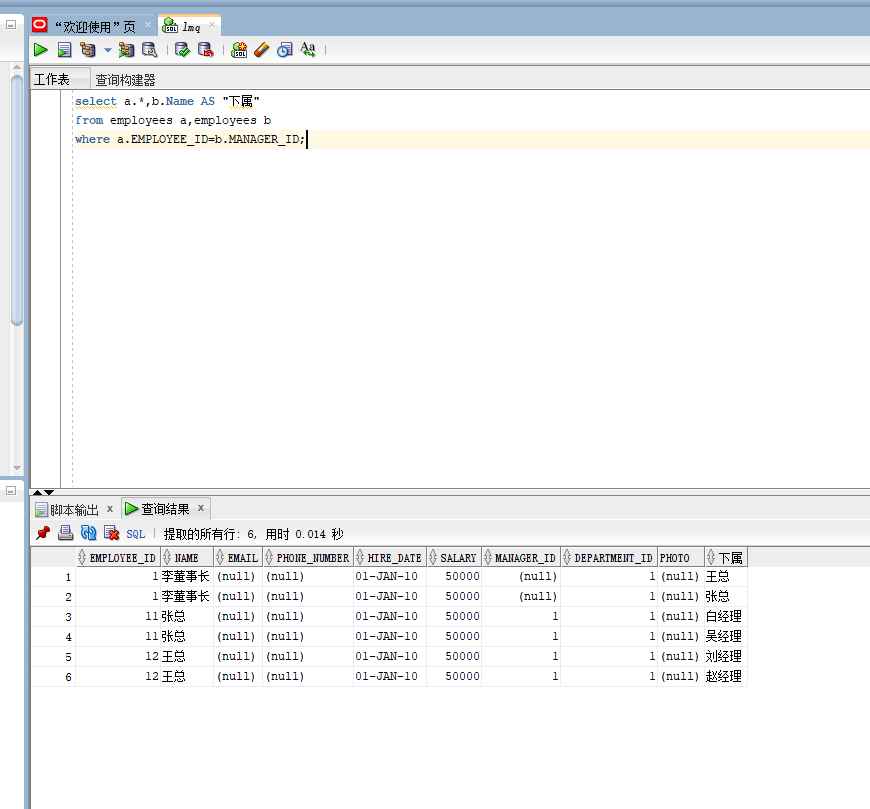 “欢迎使用”页 × lmq ×
工作表 查询构建器
select a.*,b.Name AS "下属"
from employees a,employees b
where a.EMPLOYEE_ID=b.MANAGER_ID;
脚本输出 × 查询结果 ×
SQL | 提取的所有行: 6, 用时 0.014 秒
EMPLOYEE_ID NAME EMAIL PHONE_NUMBER HIRE_DATE SALARY MANAGER_ID DEPARTMENT_ID PHOTO 下属
1 1 李董事长 (null) (null) 01-JAN-10 50000 (null) 1 (null) 王总
2 1 李董事长 (null) (null) 01-JAN-10 50000 (null) 1 (null) 张总
3 11 张总 (null) (null) 01-JAN-10 50000 1 1 (null) 白经理
4 11 张总 (null) (null) 01-JAN-10 50000 1 1 (null) 吴经理
5 12 王总 (null) (null) 01-JAN-10 50000 1 1 (null) 刘经理
6 12 王总 (null) (null) 01-JAN-10 50000 1 1 (null) 赵经理